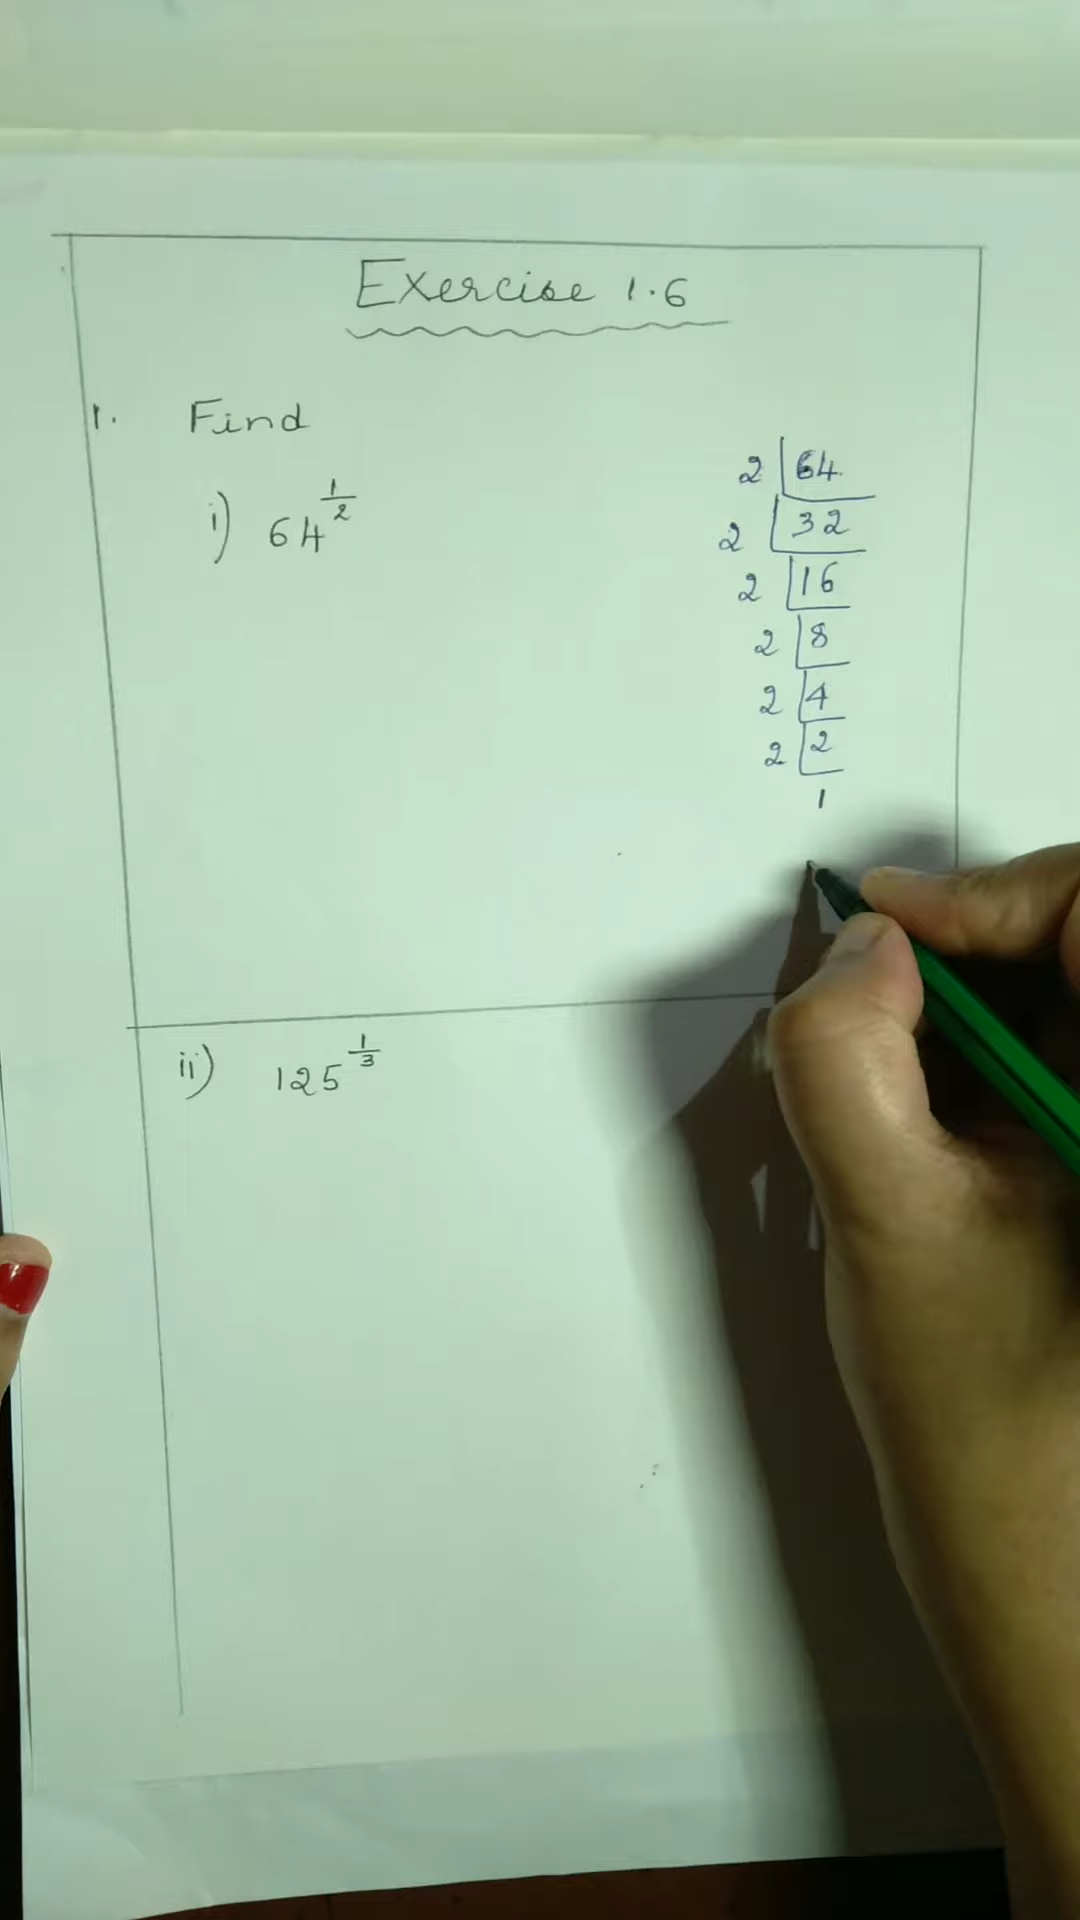 Exercise 1.6
1. Find
i) 64^(1/2)
2 | 64
2 | 32
2 | 16
2 | 8
2 | 4
2 | 2
1
ii) 125^(1/3)